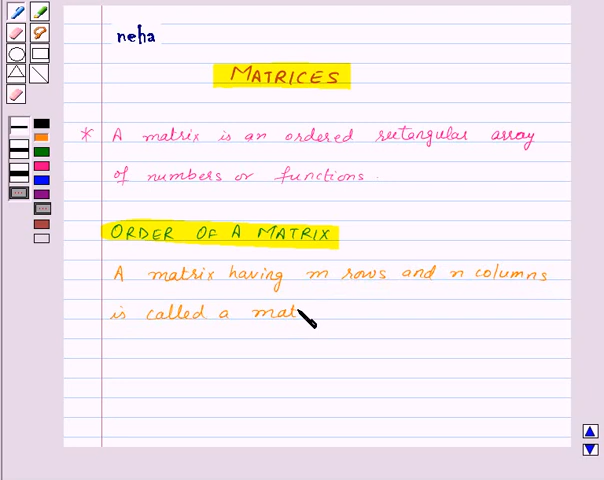 neha
MATRICES
* A matrix is an ordered rectangular array
of numbers or functions.
ORDER OF A MATRIX
A matrix having m rows and n columns
is called a mat